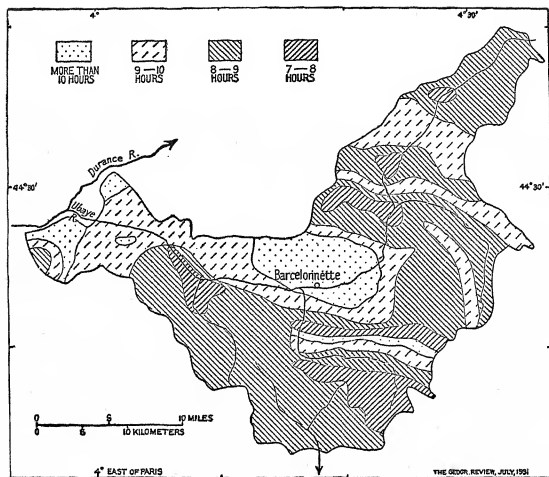 4° 4°30'
MORE THAN
10 HOURS
9—10
HOURS
8—9
HOURS
7—8
HOURS
Durance R.
44°30' 44°30'
Ubaye
R.
Barcelonnette
0 5 10 MILES
0 10 KILOMETERS
4° EAST OF PARIS
THE GEOGR. REVIEW, JULY, 1931